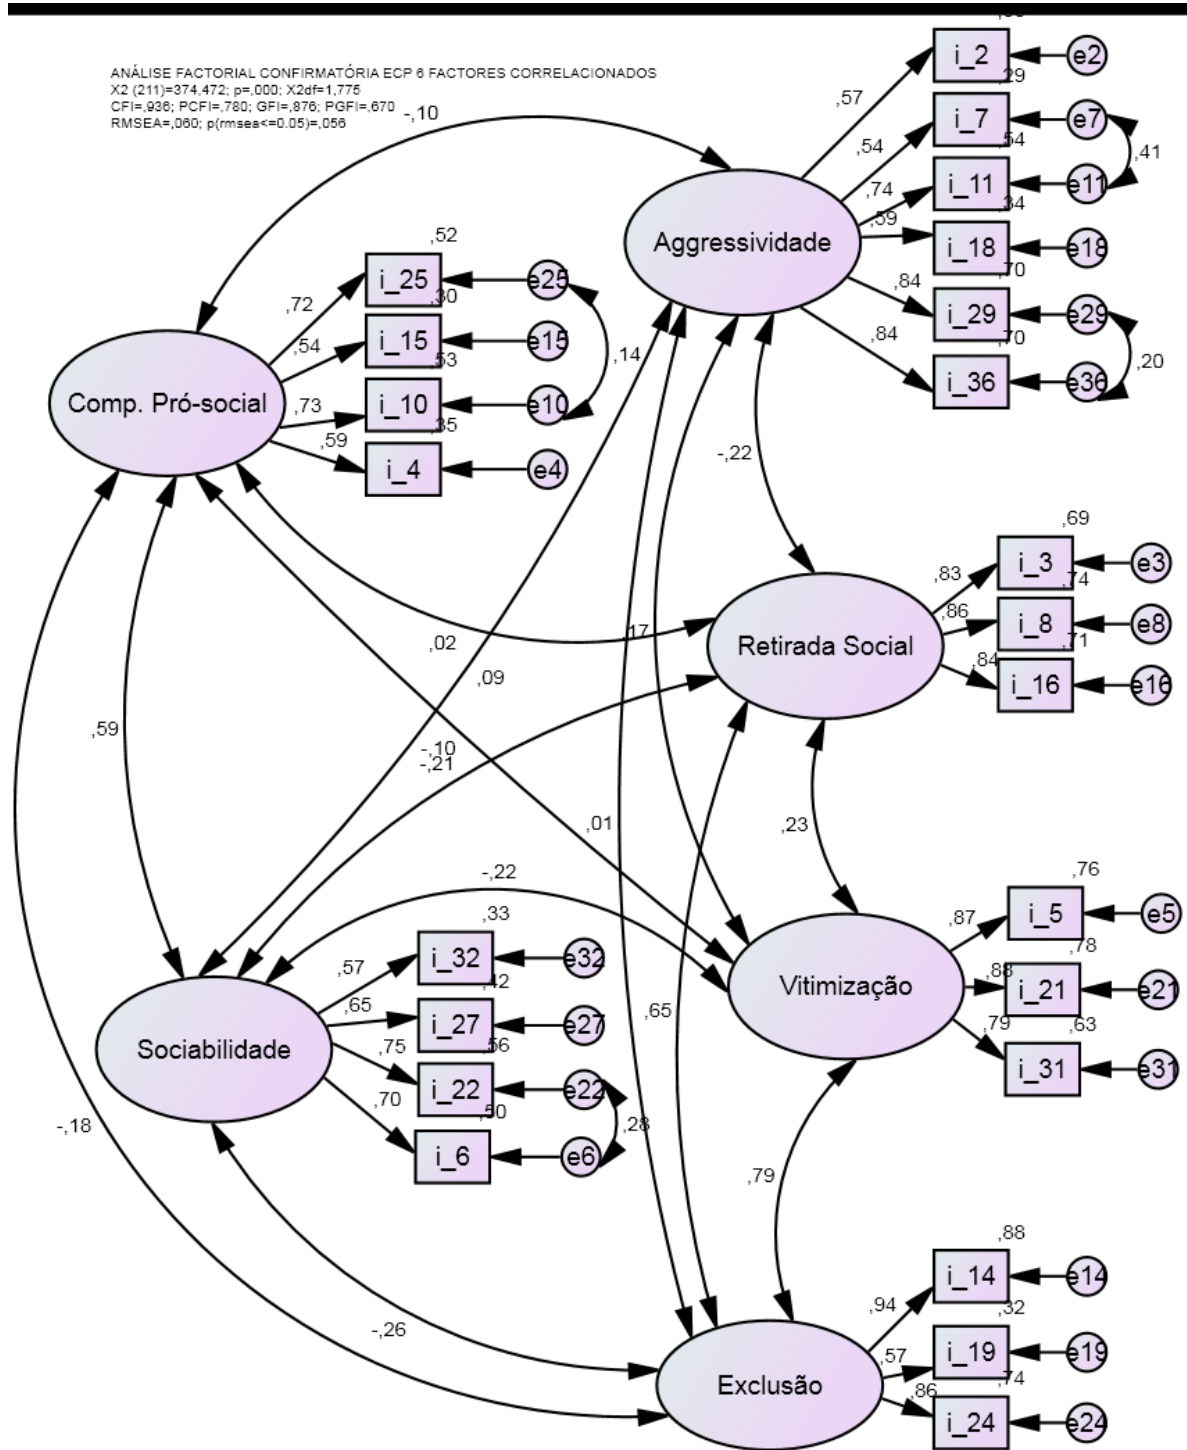 ANÁLISE FACTORIAL CONFIRMATÓRIA ECP 6 FACTORES CORRELACIONADOS
X2 (211)=374,472; p=,000; X2df=1,775
CFI=,936; PCFI=,780; GFI=,876; PGFI=,670
RMSEA=,060; p(rmsea<=0.05)=,056
-,10
i_2
e2
,57
,29
i_7
e7
,54
,54
,41
i_11
e11
,74
,34
i_18
e18
,59
,70
i_29
e29
,84
,70
i_36
e36
,84
,20
Aggressividade
,52
i_25
e25
,72
,30
i_15
e15
,54
,53
,14
i_10
e10
,73
,35
i_4
e4
,59
Comp. Pró-social
-,22
,69
i_3
e3
,83
,74
i_8
e8
,86
,71
i_16
e16
,84
Retirada Social
,17
,02
,09
,59
-,10
-,21
,01
,23
-,22
,76
i_5
e5
,87
,78
i_21
e21
,88
,63
i_31
e31
,79
Vitimização
,33
i_32
e32
,57
,42
i_27
e27
,65
,56
i_22
e22
,75
,50
i_6
e6
,70
,28
Sociabilidade
,65
-,18
,79
-,26
,88
i_14
e14
,94
,32
i_19
e19
,57
,74
i_24
e24
,86
Exclusão